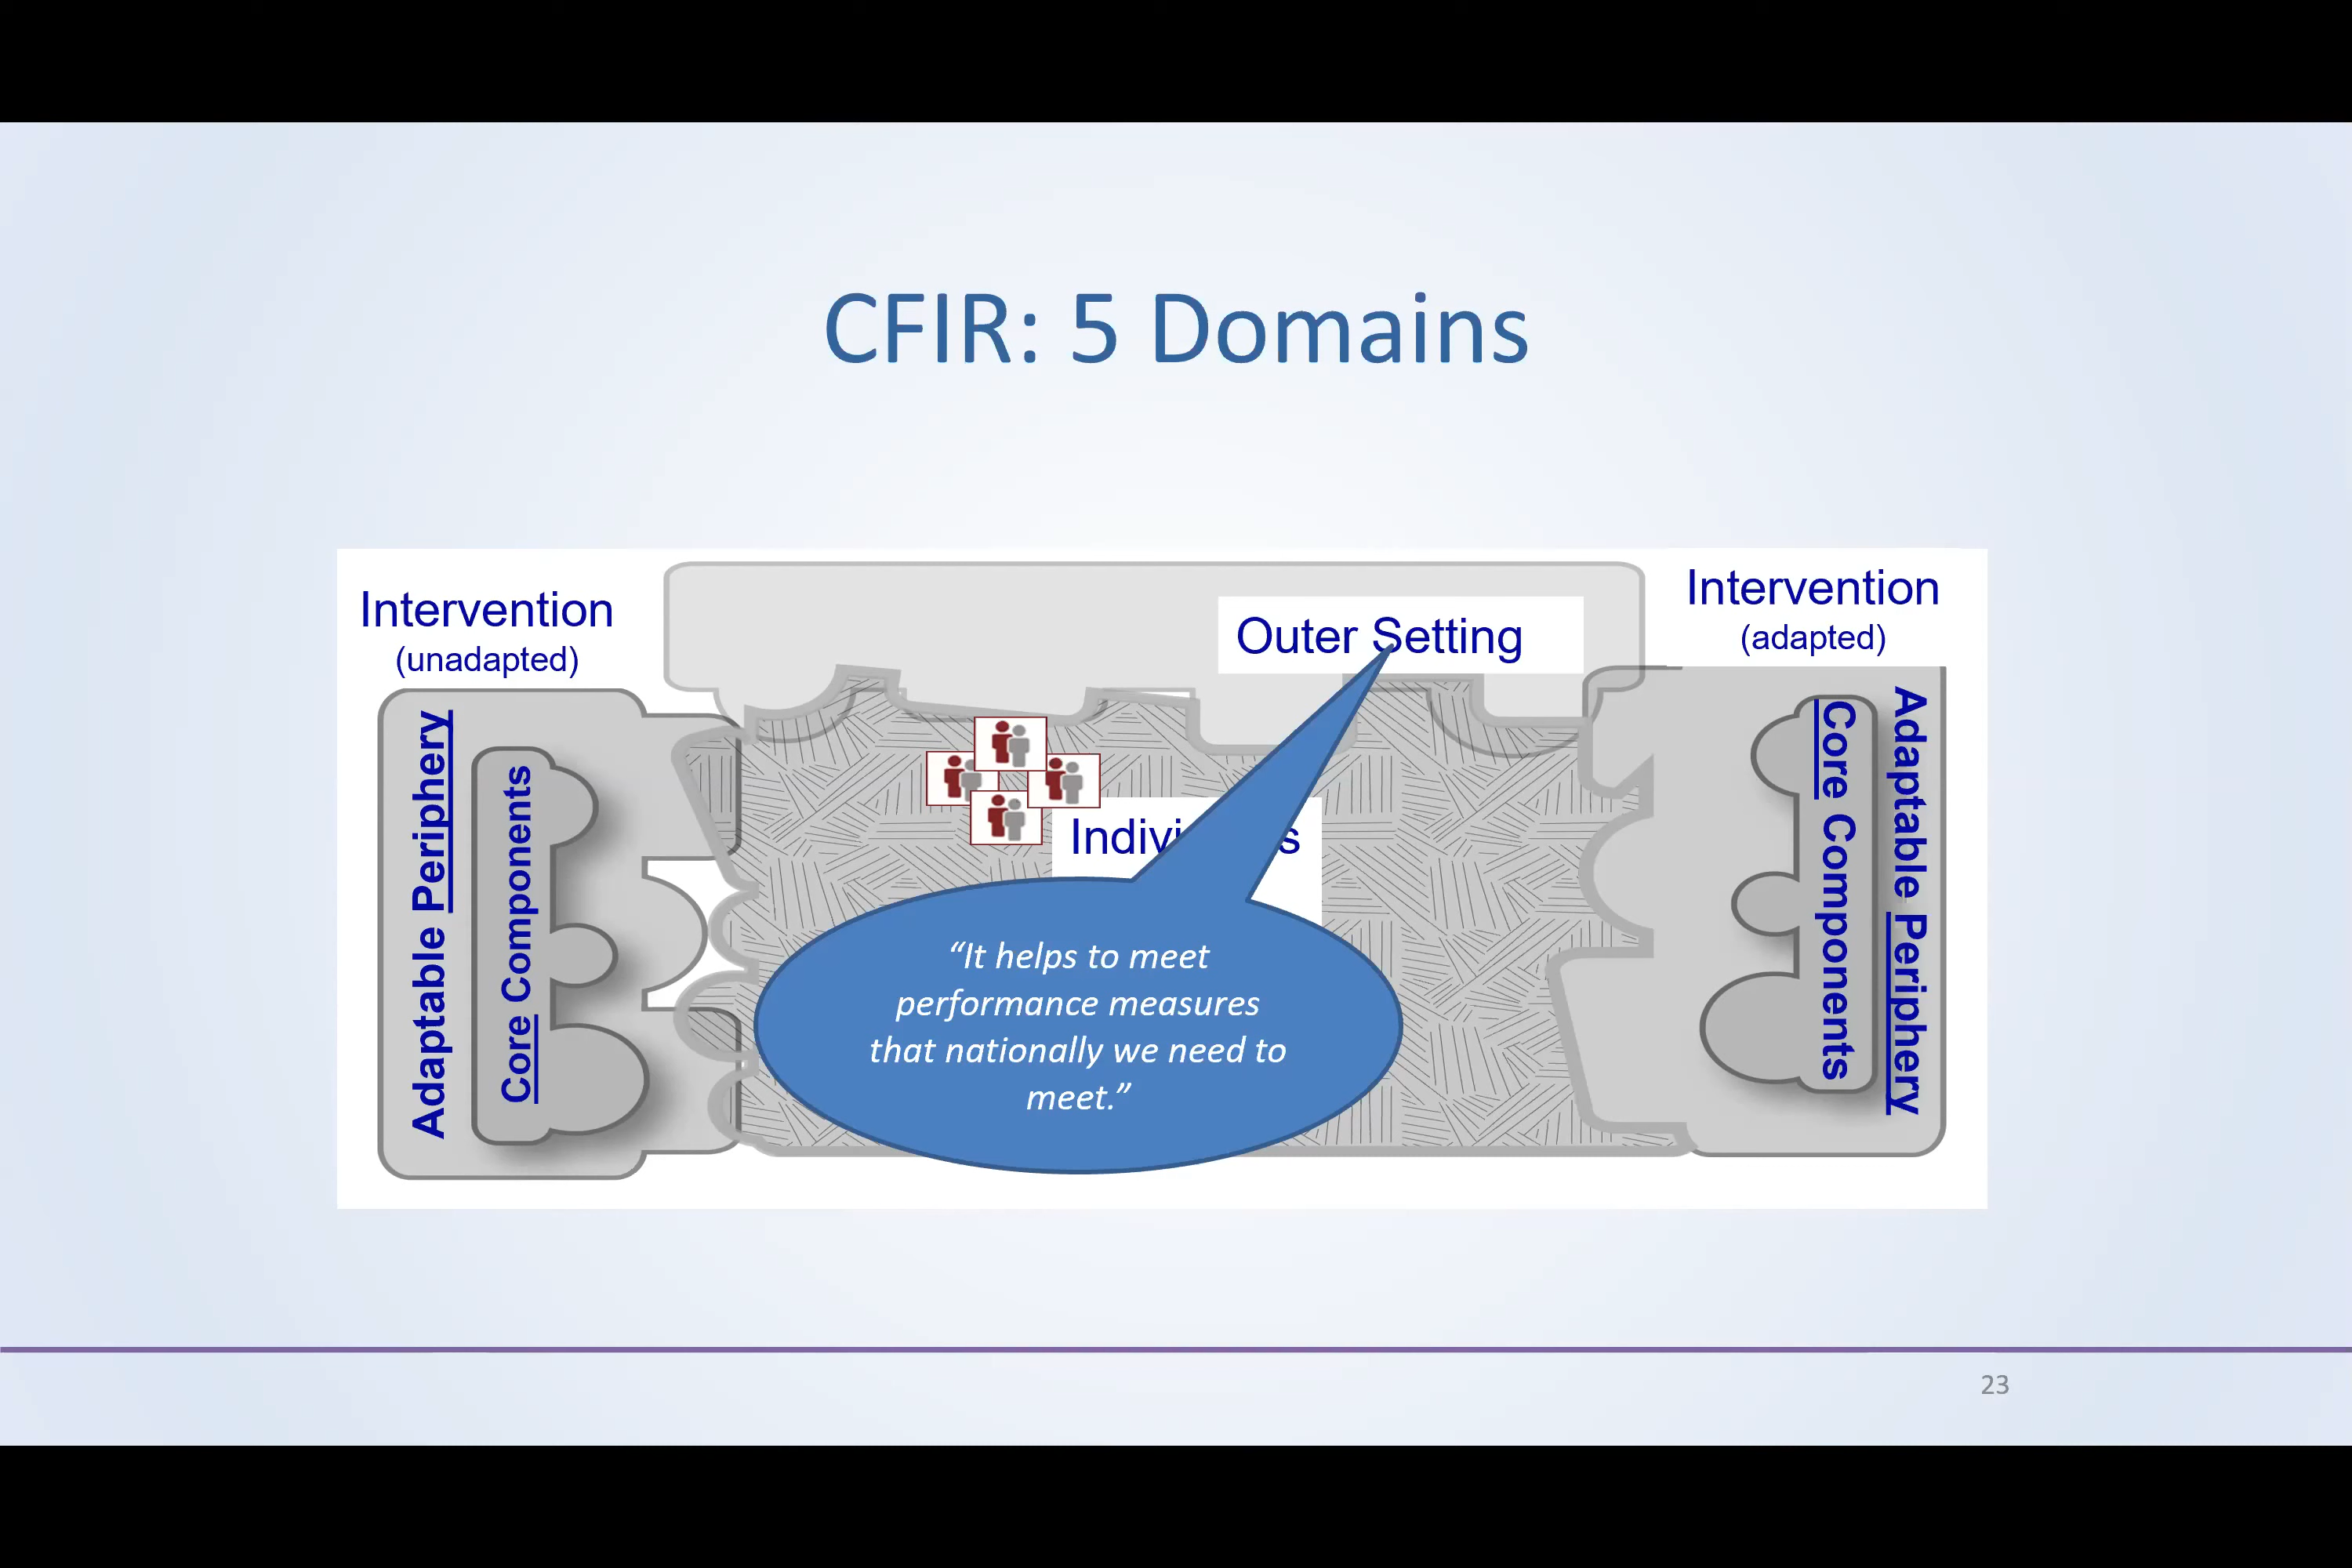 CFIR: 5 Domains
Intervention
(unadapted)
Outer Setting
Intervention
(adapted)
Adaptable Periphery
Core Components
Core Components
Adaptable Periphery
“It helps to meet
performance measures
that nationally we need to
meet.”
23